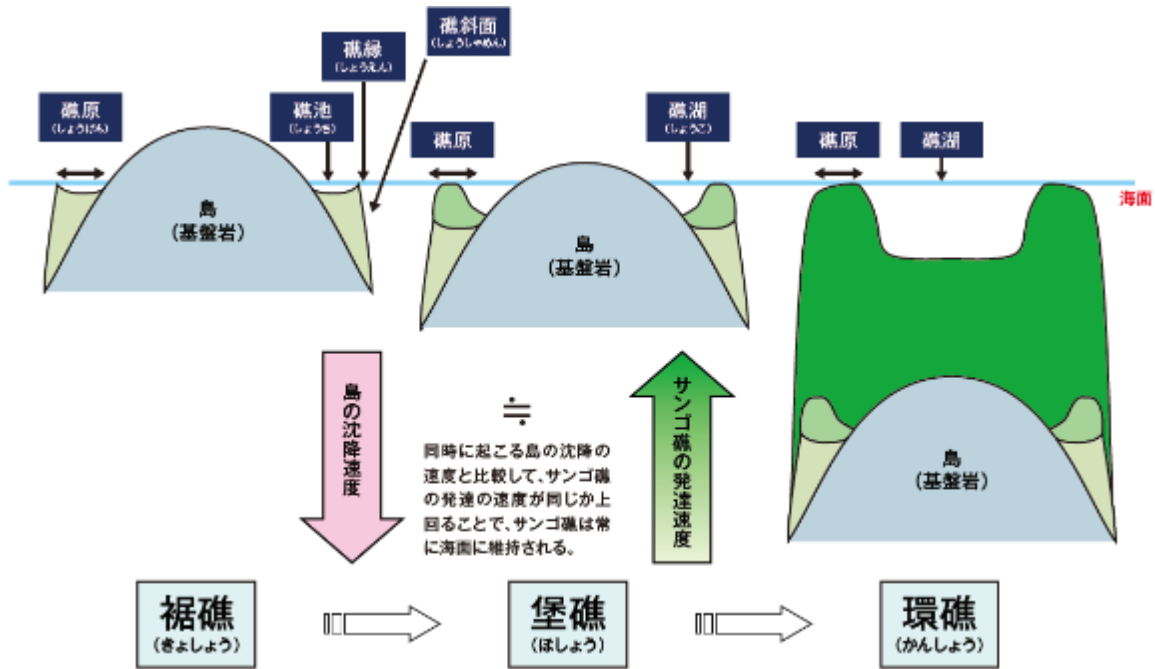 礁斜面
(しょうしゃめん)
礁縁
(しょうえん)
礁原
(しょうげん)
礁池
(しょうち)
礁原
礁湖
(しょうこ)
礁原
礁湖
海面
島
(基盤岩)
島
(基盤岩)
島
(基盤岩)
島の沈降速度
≒
同時に起こる島の沈降の
速度と比較して、サンゴ礁
の発達の速度が同じか上
回ることで、サンゴ礁は常
に海面に維持される。
サンゴ礁の発達速度
裾礁
(きょしょう)
堡礁
(ほしょう)
環礁
(かんしょう)